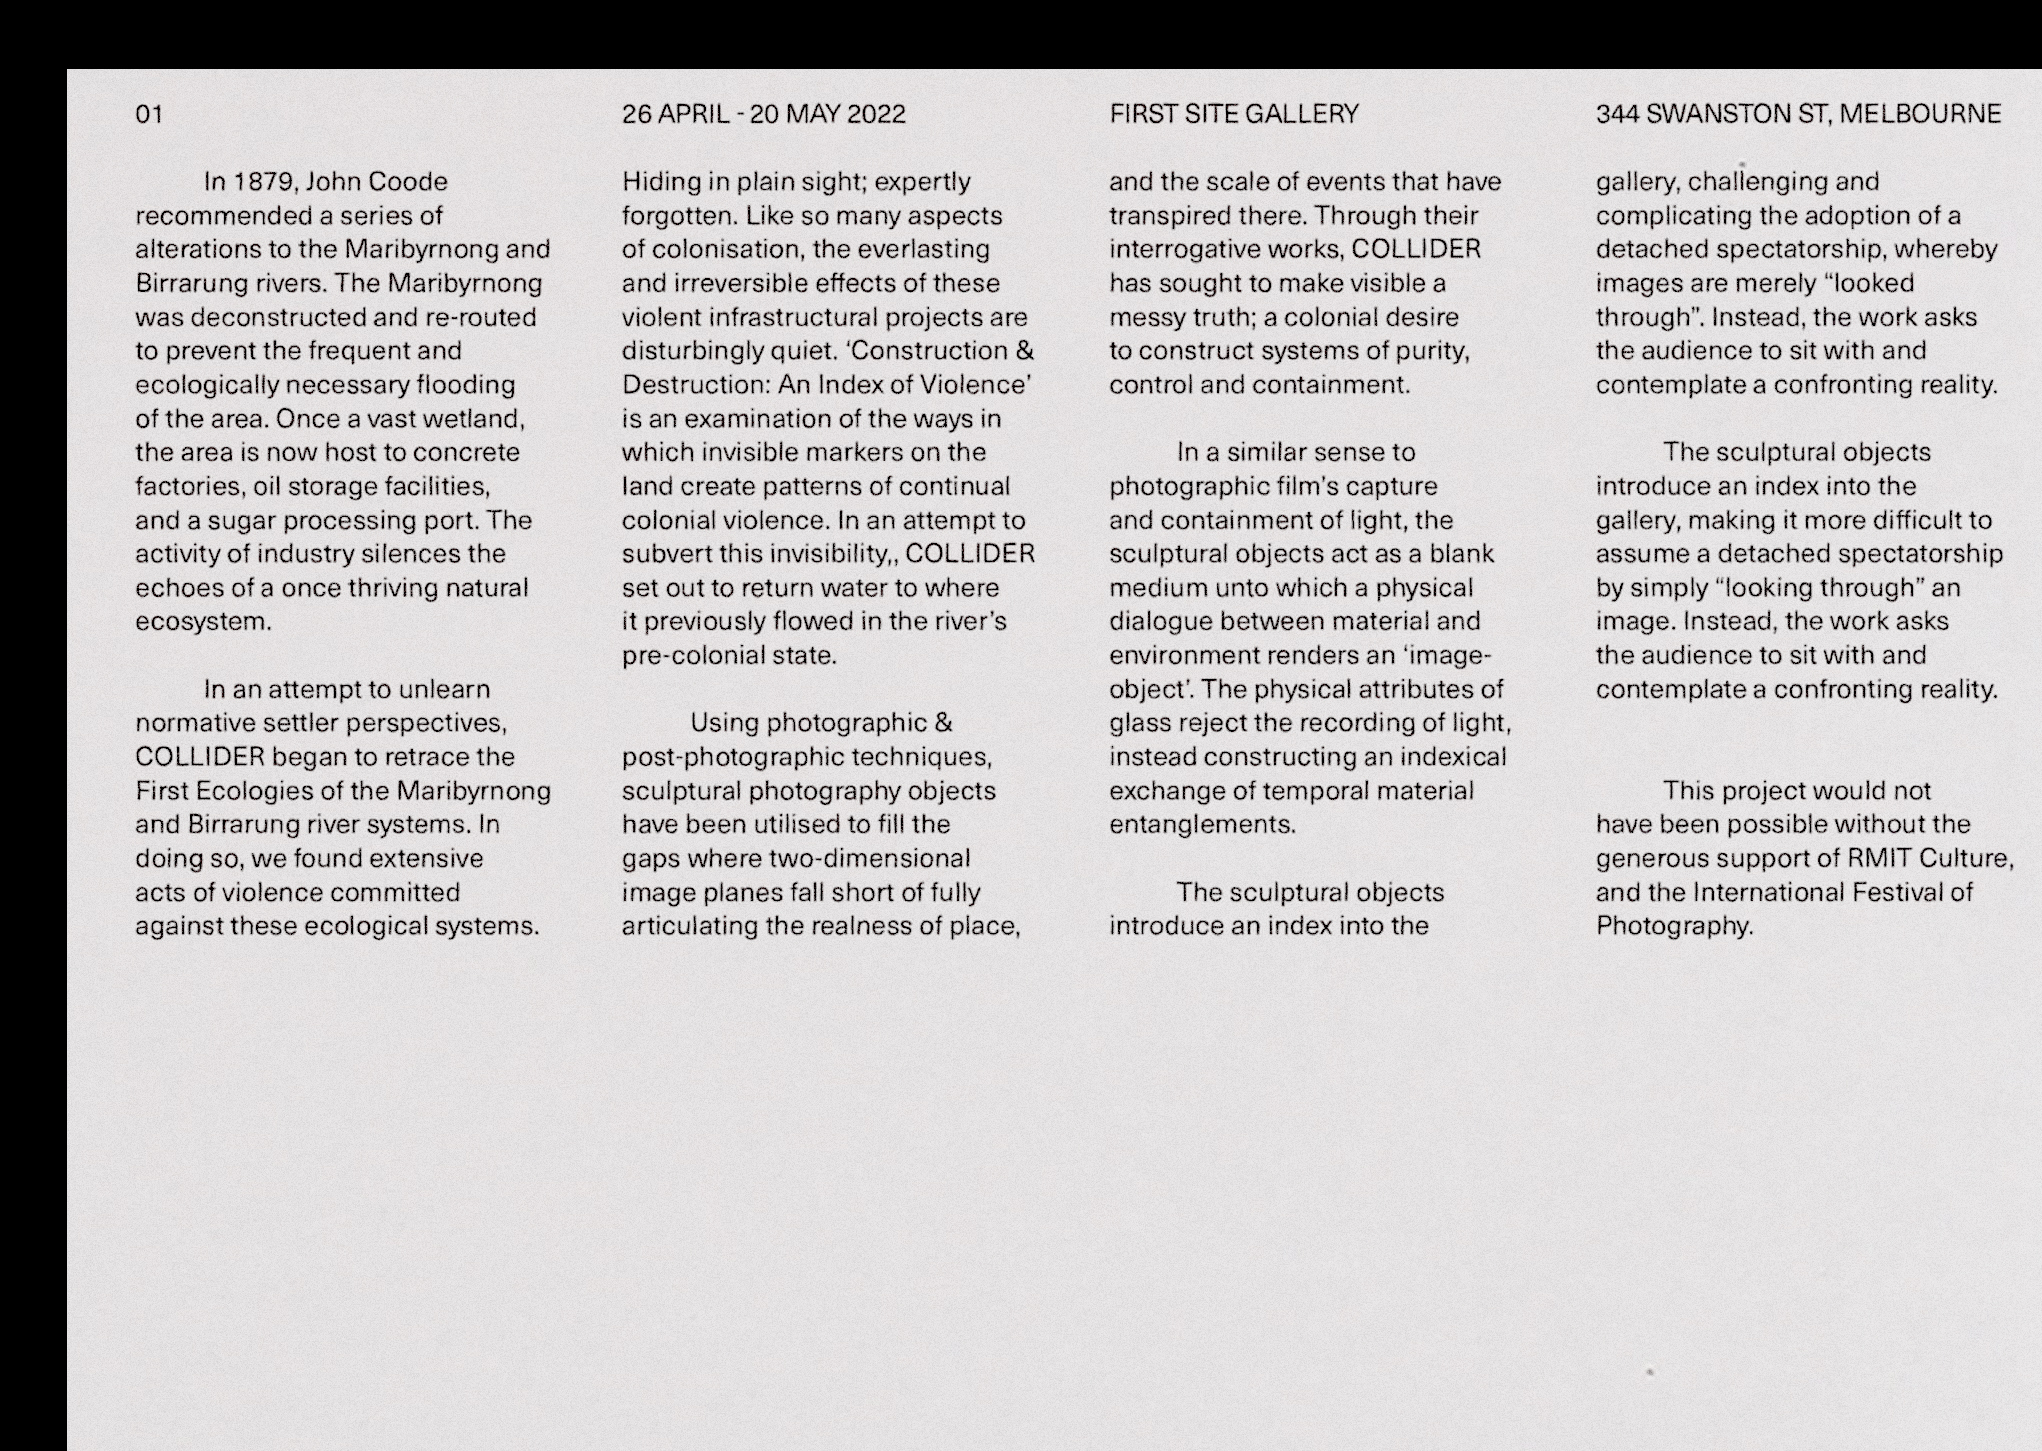 01
26 APRIL - 20 MAY 2022
FIRST SITE GALLERY
344 SWANSTON ST, MELBOURNE
In 1879, John Coode
recommended a series of
alterations to the Maribyrnong and
Birrarung rivers. The Maribyrnong
was deconstructed and re-routed
to prevent the frequent and
ecologically necessary flooding
of the area. Once a vast wetland,
the area is now host to concrete
factories, oil storage facilities,
and a sugar processing port. The
activity of industry silences the
echoes of a once thriving natural
ecosystem.
In an attempt to unlearn
normative settler perspectives,
COLLIDER began to retrace the
First Ecologies of the Maribyrnong
and Birrarung river systems. In
doing so, we found extensive
acts of violence committed
against these ecological systems.
Hiding in plain sight; expertly
forgotten. Like so many aspects
of colonisation, the everlasting
and irreversible effects of these
violent infrastructural projects are
disturbingly quiet. ‘Construction &
Destruction: An Index of Violence’
is an examination of the ways in
which invisible markers on the
land create patterns of continual
colonial violence. In an attempt to
subvert this invisibility,, COLLIDER
set out to return water to where
it previously flowed in the river’s
pre-colonial state.
Using photographic &
post-photographic techniques,
sculptural photography objects
have been utilised to fill the
gaps where two-dimensional
image planes fall short of fully
articulating the realness of place,
and the scale of events that have
transpired there. Through their
interrogative works, COLLIDER
has sought to make visible a
messy truth; a colonial desire
to construct systems of purity,
control and containment.
In a similar sense to
photographic film’s capture
and containment of light, the
sculptural objects act as a blank
medium unto which a physical
dialogue between material and
environment renders an ‘image-
object’. The physical attributes of
glass reject the recording of light,
instead constructing an indexical
exchange of temporal material
entanglements.
The sculptural objects
introduce an index into the
gallery, challenging and
complicating the adoption of a
detached spectatorship, whereby
images are merely “looked
through”. Instead, the work asks
the audience to sit with and
contemplate a confronting reality.
The sculptural objects
introduce an index into the
gallery, making it more difficult to
assume a detached spectatorship
by simply “looking through” an
image. Instead, the work asks
the audience to sit with and
contemplate a confronting reality.
This project would not
have been possible without the
generous support of RMIT Culture,
and the International Festival of
Photography.